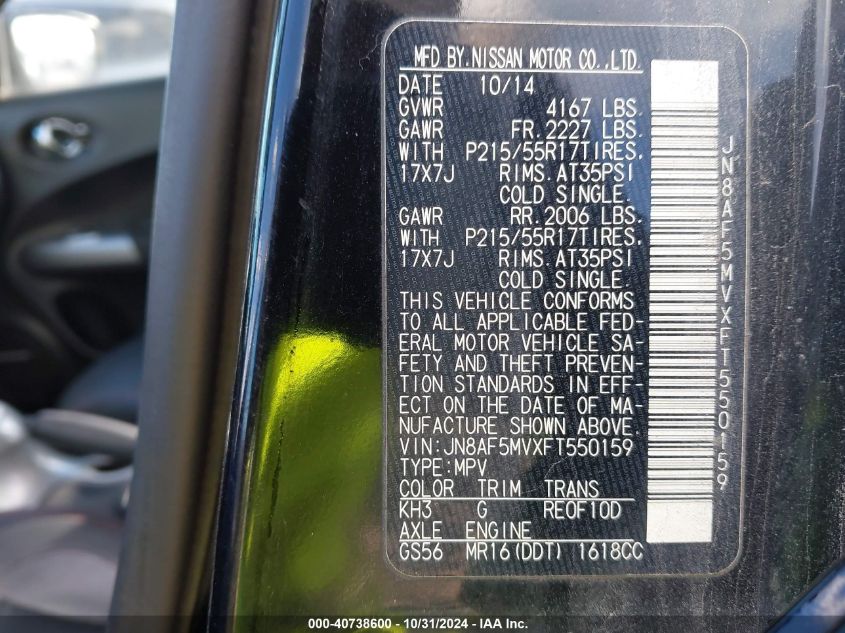 MFD BY.NISSAN MOTOR CO.,LTD.
DATE 10/14
GVWR 4167 LBS.
GAWR FR.2227 LBS.
WITH P215/55R17TIRES,
17X7J RIMS.AT35PSI
COLD SINGLE.
GAWR RR.2006 LBS.
WITH P215/55R17TIRES,
17X7J RIMS.AT35PSI
COLD SINGLE.
THIS VEHICLE CONFORMS
TO ALL APPLICABLE FED-
ERAL MOTOR VEHICLE SA-
FETY AND THEFT PREVEN-
TION STANDARDS IN EFF-
ECT ON THE DATE OF MA-
NUFACTURE SHOWN ABOVE.
VIN:JN8AF5MVXFT550159
TYPE:MPV
COLOR TRIM TRANS
KH3 G RE0F10D
AXLE ENGINE
GS56 MR16(DDT) 1618CC
JN8AF5MVXFT550159
000-40738600 - 10/31/2024 - IAA Inc.